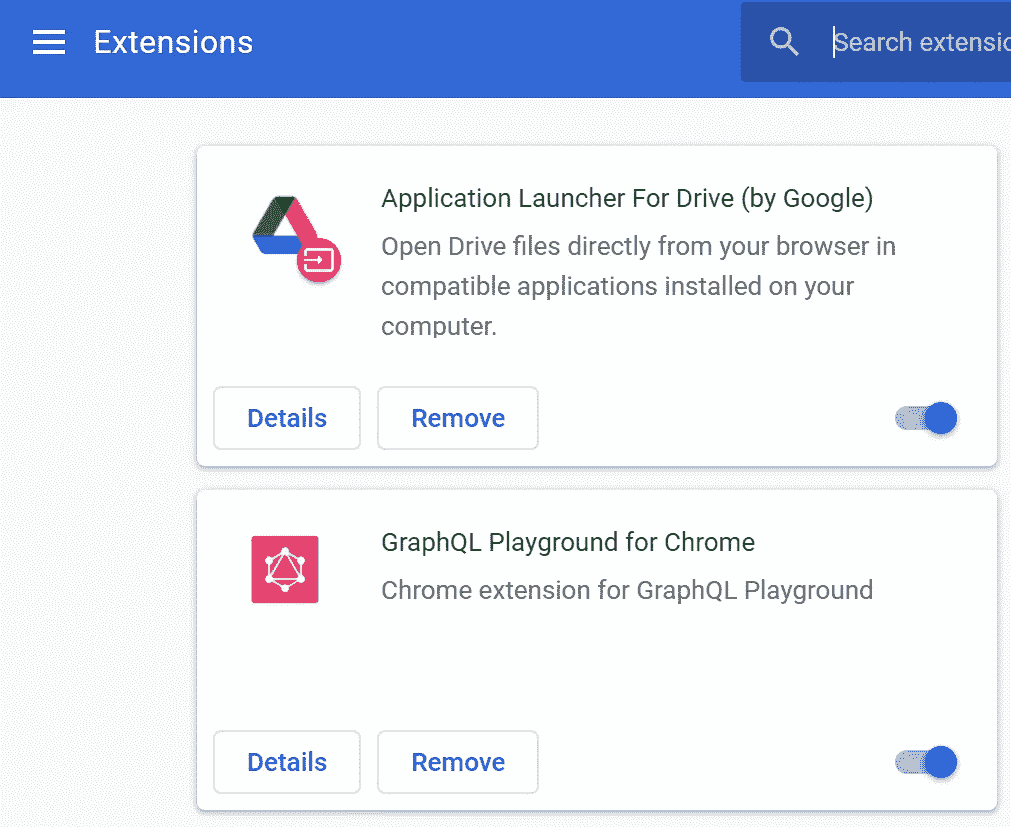 Extensions
Search extensio
Application Launcher For Drive (by Google)
Open Drive files directly from your browser in
compatible applications installed on your
computer.
Details Remove
GraphQL Playground for Chrome
Chrome extension for GraphQL Playground
Details Remove